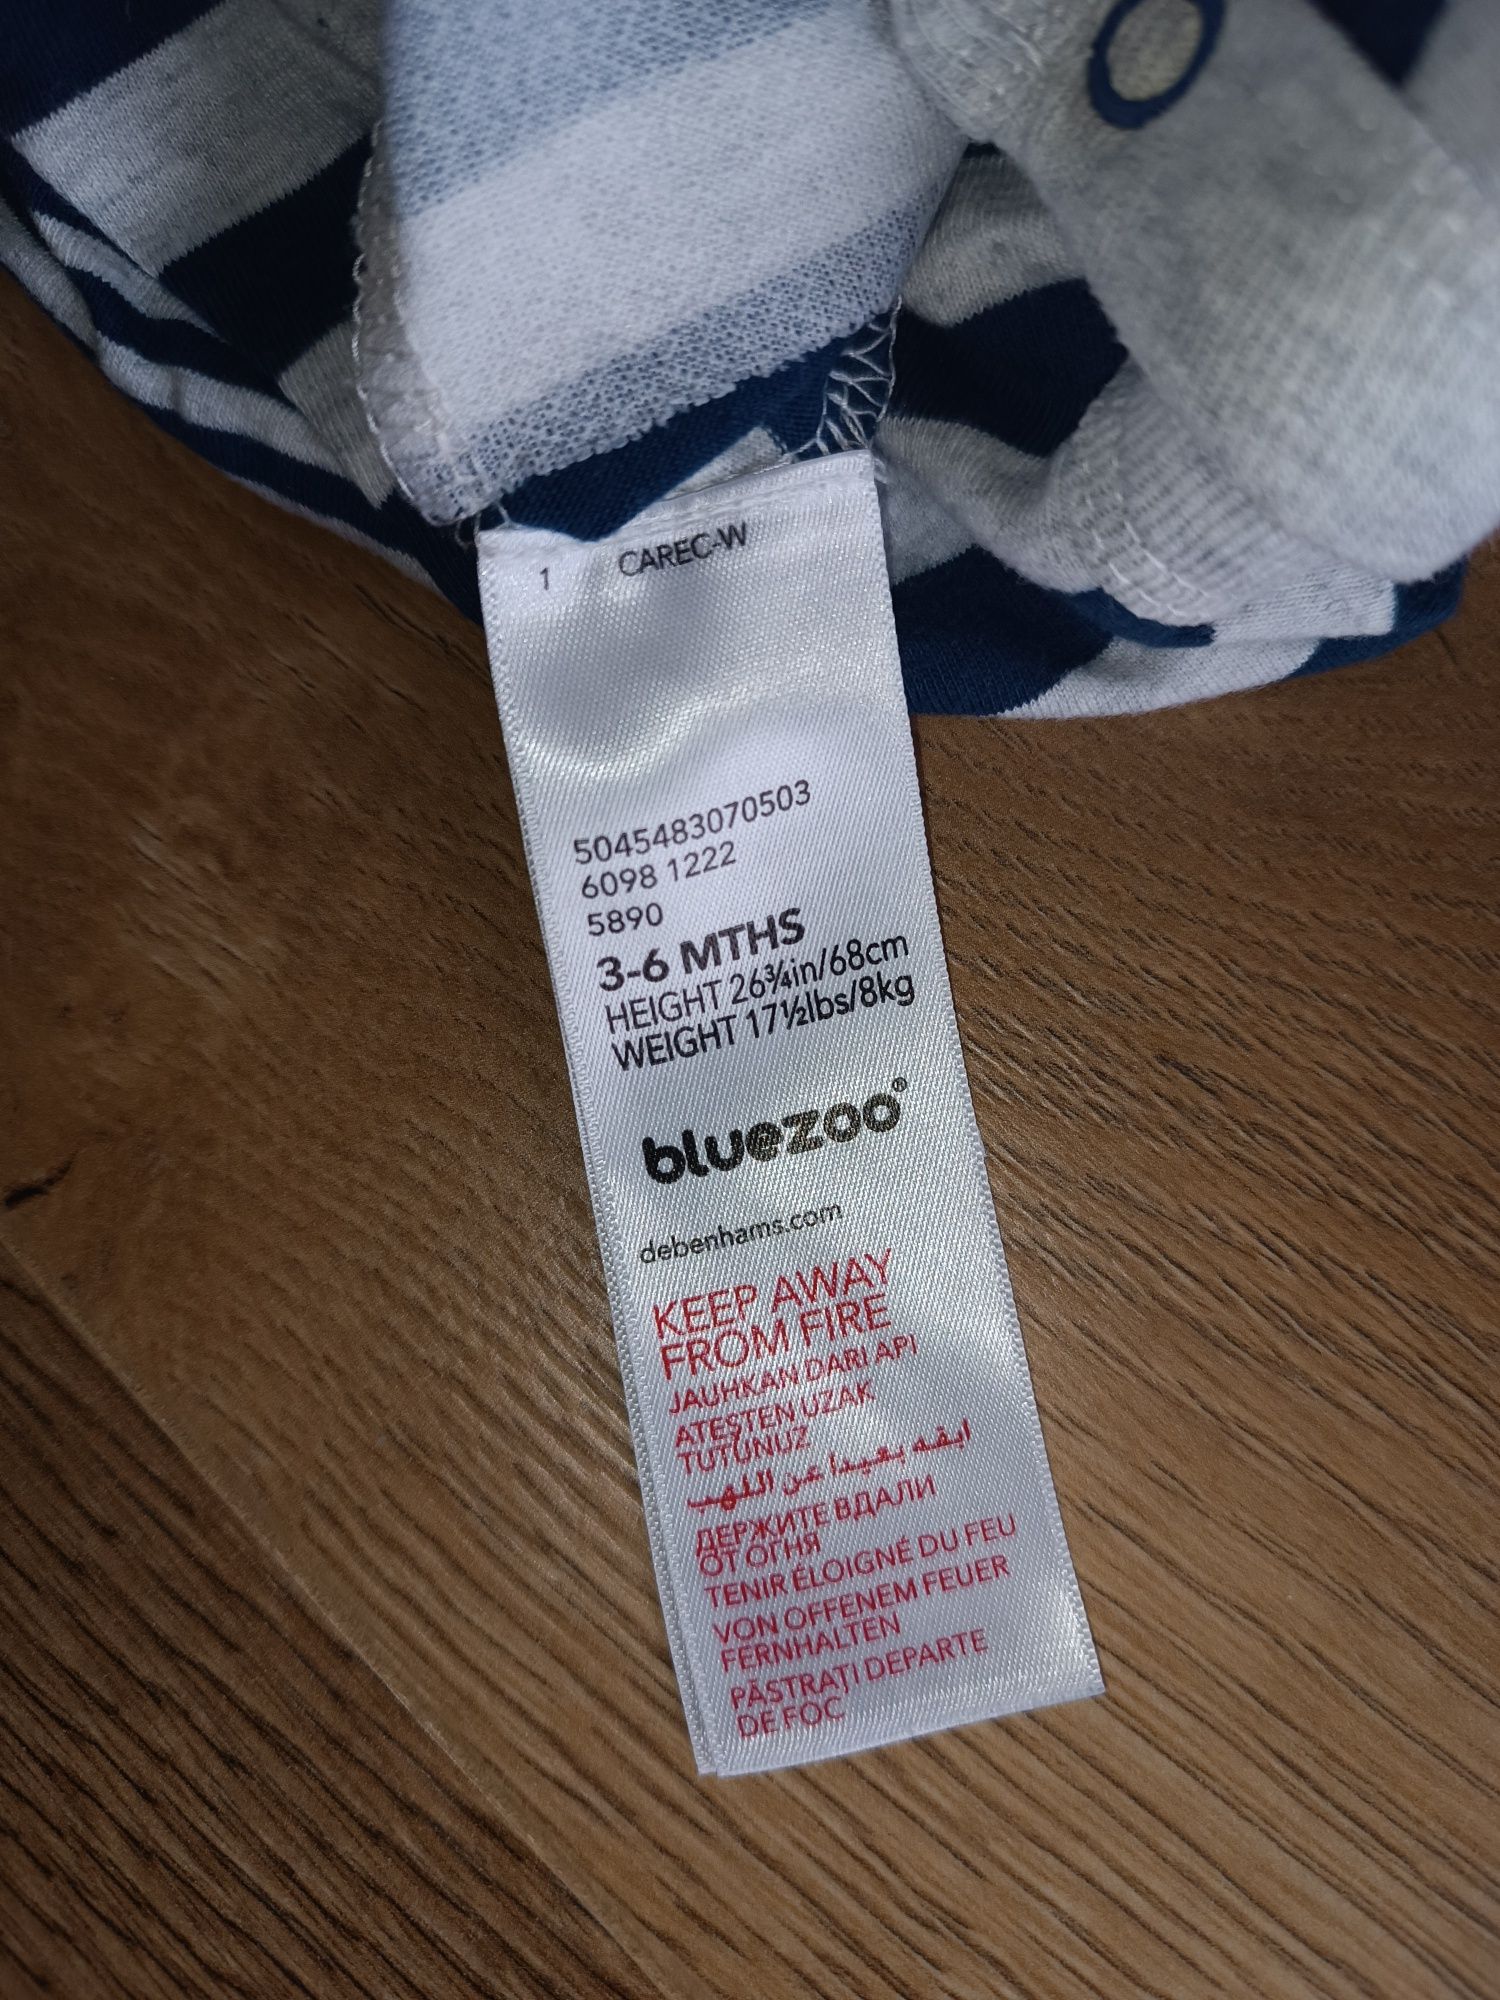 1 CAREC-W
5045483070503
6098 1222
5890
3-6 MTHS
HEIGHT 26¾in/68cm
WEIGHT 17½lbs/8kg
bluezoo®
debenhams.com
KEEP AWAY
FROM FIRE
JAUHKAN DARI API
ATEŞTEN UZAK
TUTUNUZ
ابقه بعيدا عن اللهب
ДЕРЖИТЕ ВДАЛИ
ОТ ОГНЯ
TENIR ÉLOIGNÉ DU FEU
VON OFFENEM FEUER
FERNHALTEN
PĂSTRAȚI DEPARTE
DE FOC